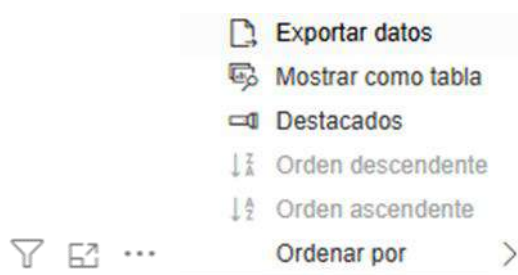 Exportar datos
Mostrar como tabla
Destacados
Orden descendente
Orden ascendente
Ordenar por